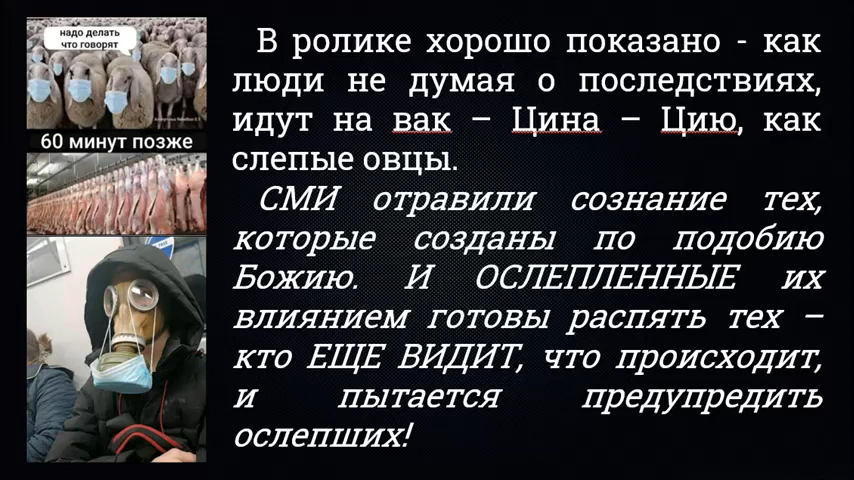 надо делать
что говорят
60 минут позже
В ролике хорошо показано - как
люди не думая о последствиях,
идут на вак – Цина – Цию, как
слепые овцы.
СМИ отравили сознание тех,
которые созданы по подобию
Божию. И ОСЛЕПЛЕННЫЕ их
влиянием готовы распять тех –
кто ЕЩЕ ВИДИТ, что происходит,
и пытается предупредить
ослепших!